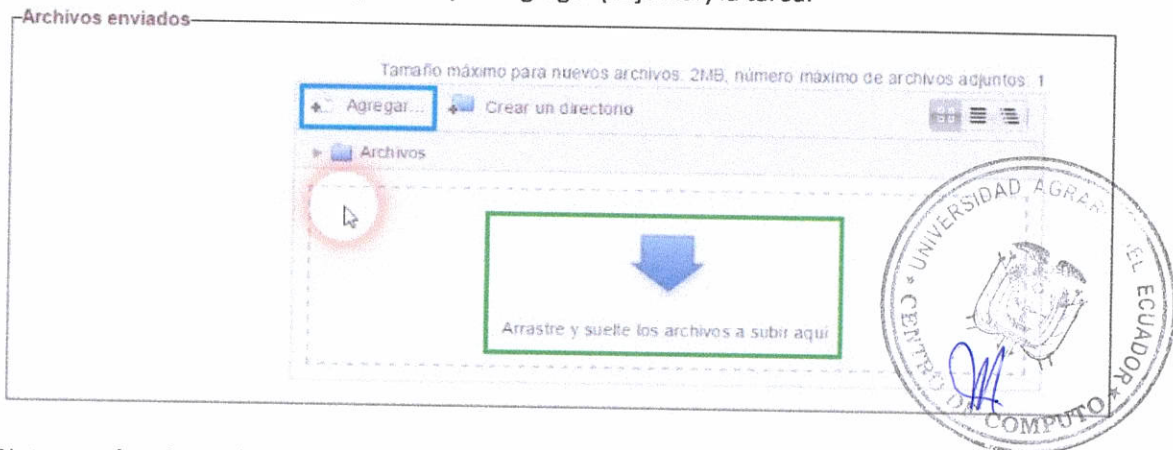 Archivos enviados
Tamaño máximo para nuevos archivos: 2MB, número máximo de archivos adjuntos: 1
Agregar... Crear un directorio
Archivos
Arrastre y suelte los archivos a subir aquí
UNIVERSIDAD AGRARIA DEL ECUADOR
CENTRO DE COMPUTO